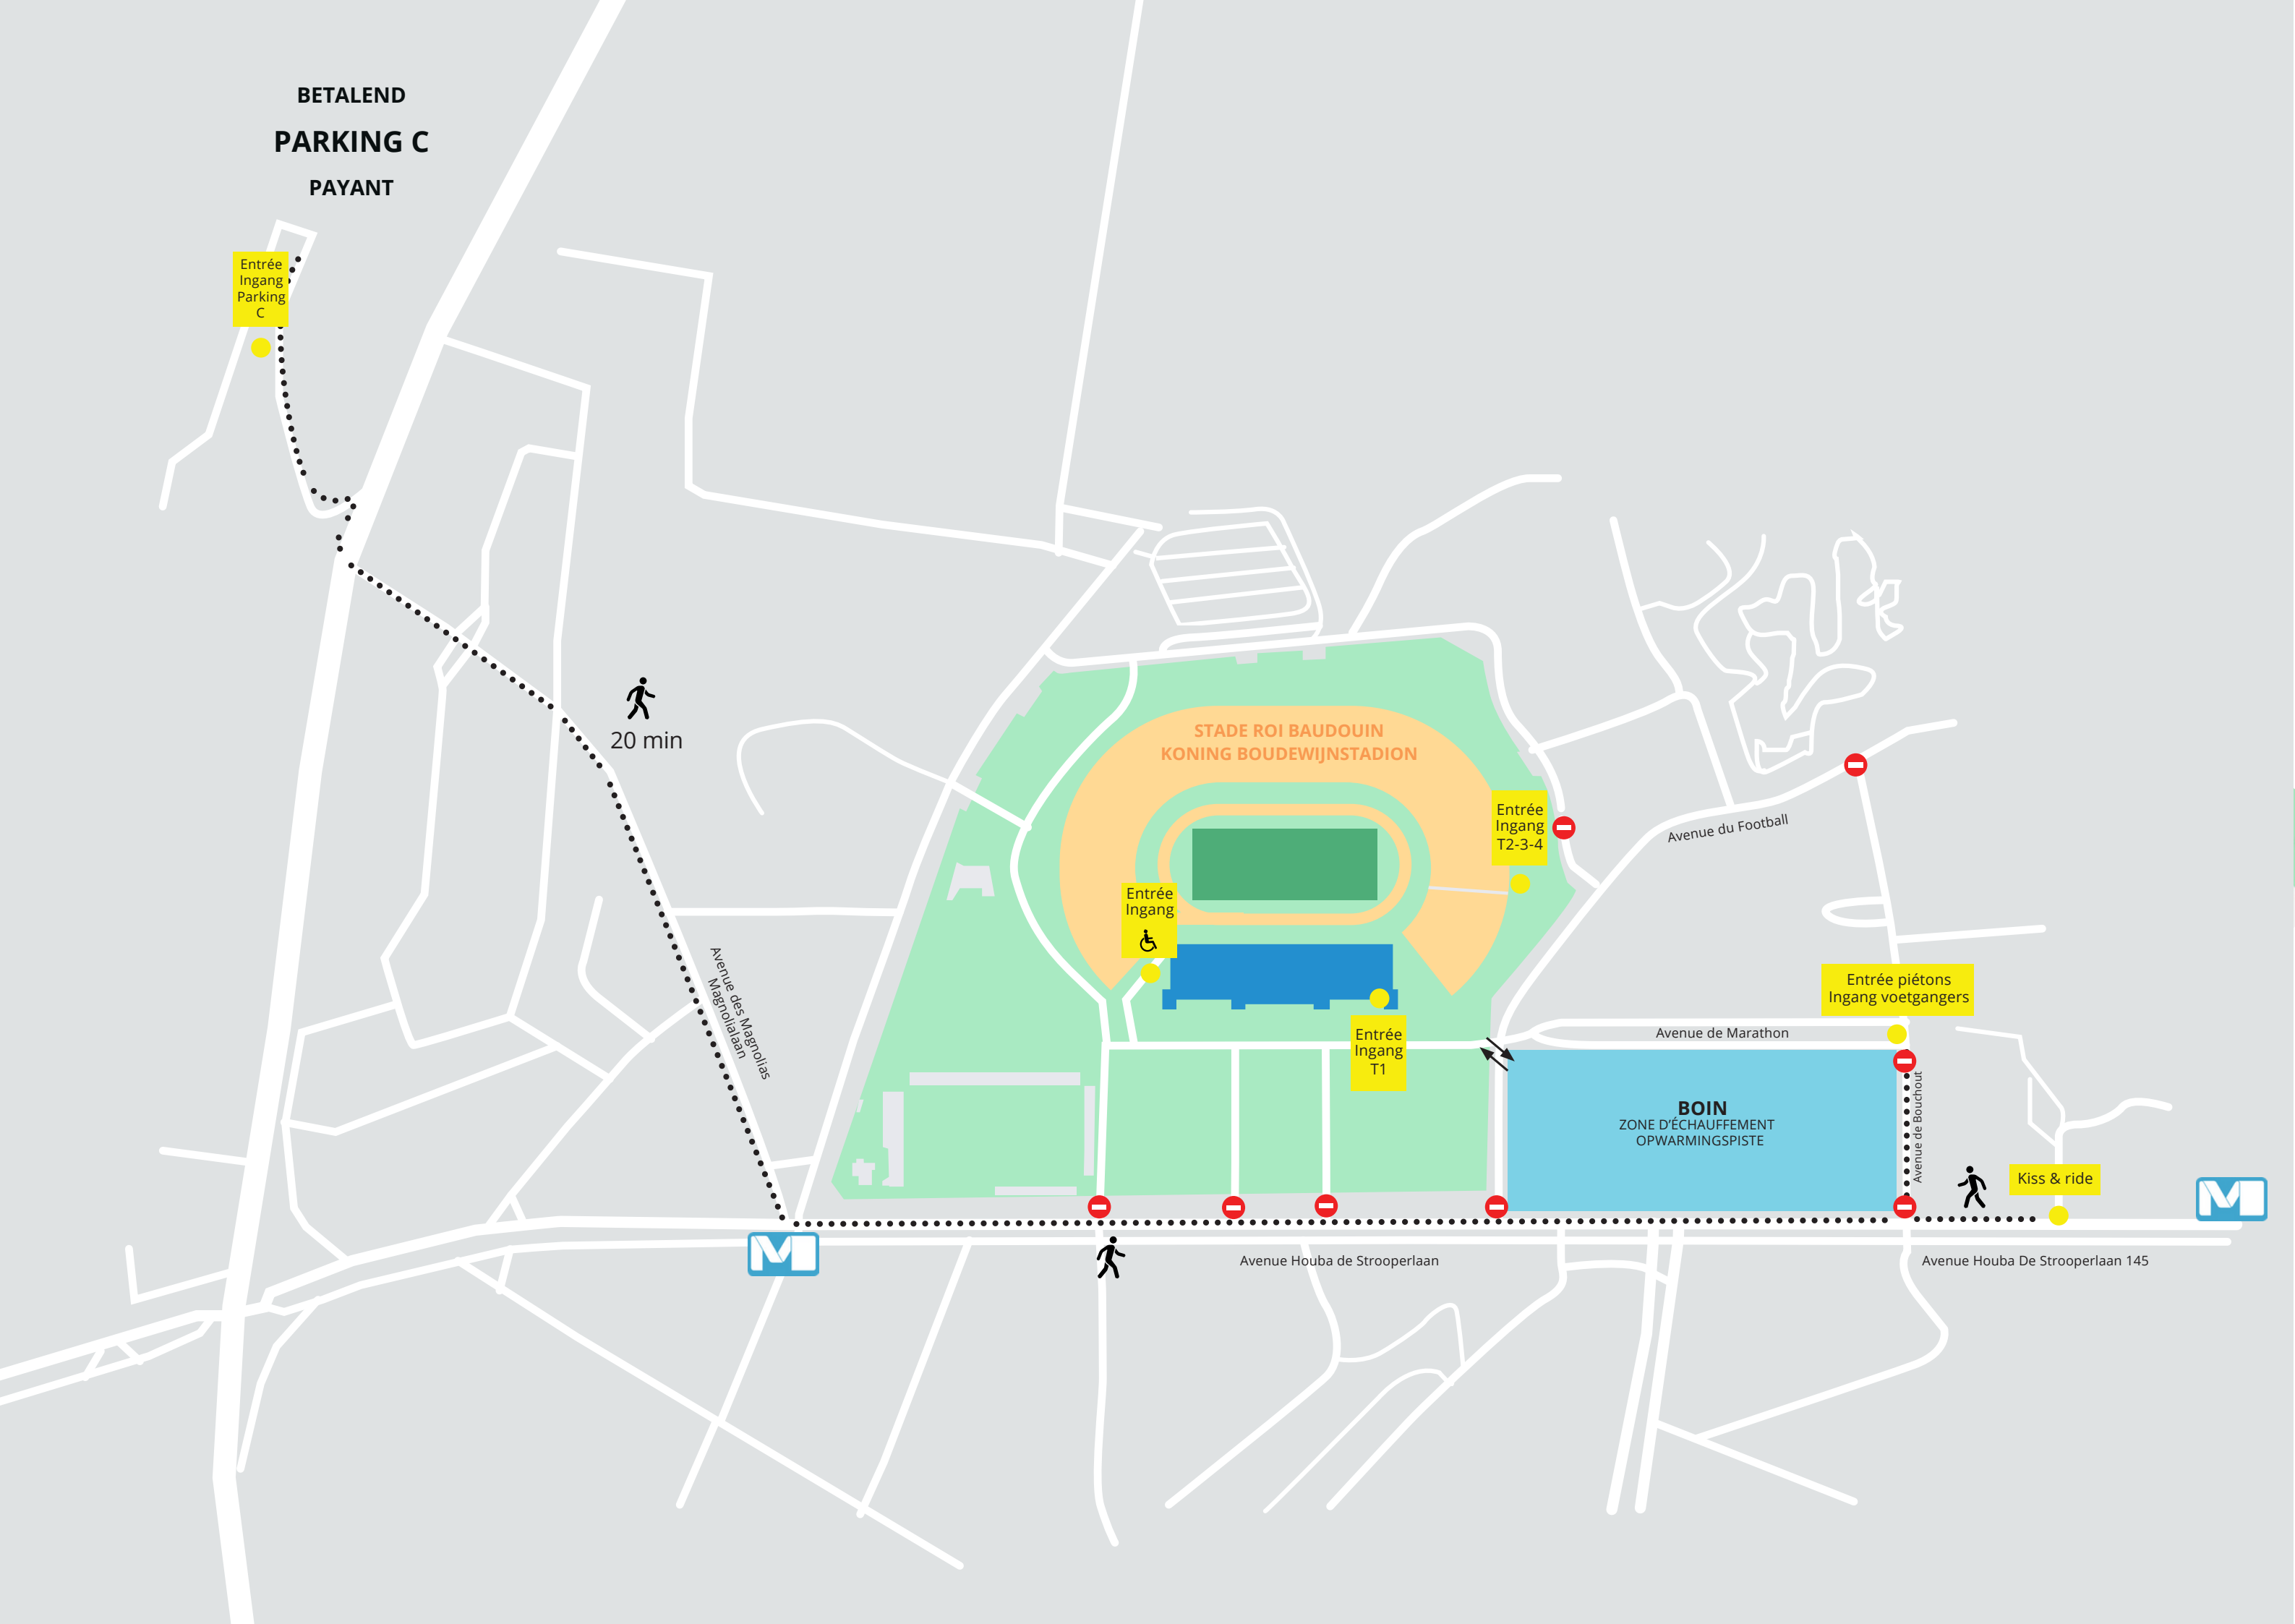 BETALEND
PARKING C
PAYANT
Entrée
Ingang
Parking
C
20 min
STADE ROI BAUDOUIN
KONING BOUDEWIJNSTADION
Entrée
Ingang
T2-3-4
Avenue du Football
Entrée
Ingang
Avenue des Magnolias
Magnolialaan
Entrée piétons
Ingang voetgangers
Entrée
Ingang
T1
Avenue de Marathon
BOIN
ZONE D'ÉCHAUFFEMENT
OPWARMINGSPISTE
Avenue de Bouchout
Kiss & ride
M
M
Avenue Houba de Strooperlaan
Avenue Houba De Strooperlaan 145